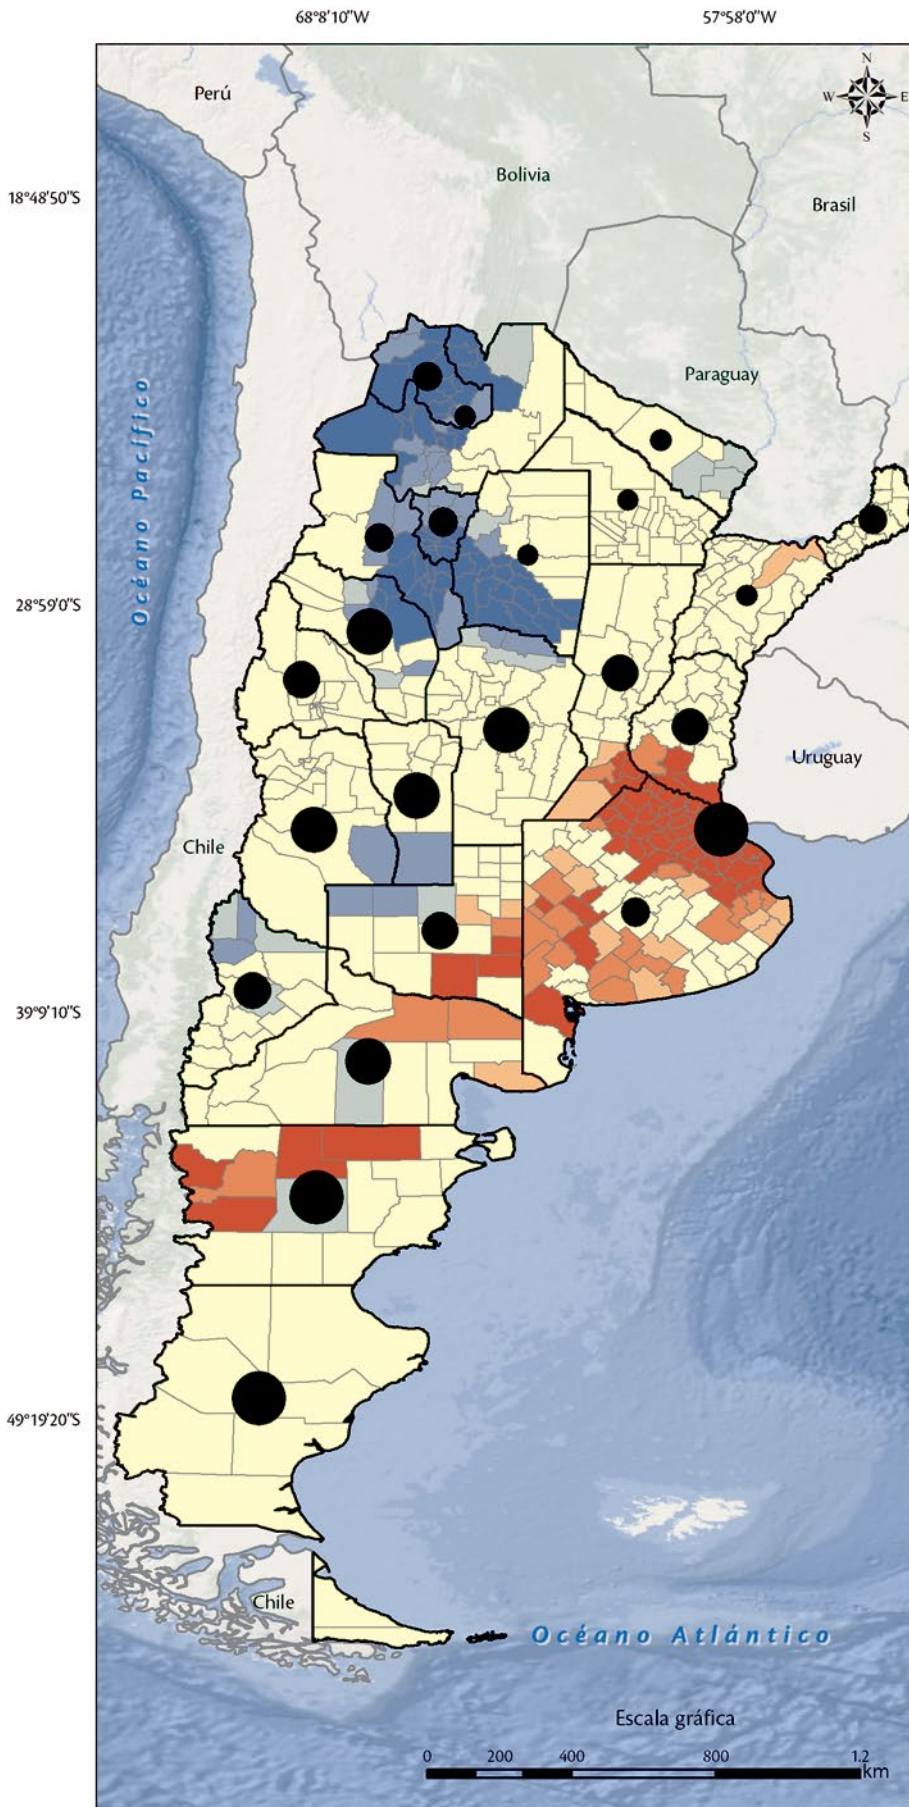 68°8'10"W
57°58'0"W
N
W
E
S
Perú
Bolivia
Brasil
18°48'50"S
Paraguay
Océano Pacífico
28°59'0"S
Uruguay
Chile
39°9'10"S
49°19'20"S
Chile
Océano Atlántico
Escala gráfica
0 200 400 800 1.2
km